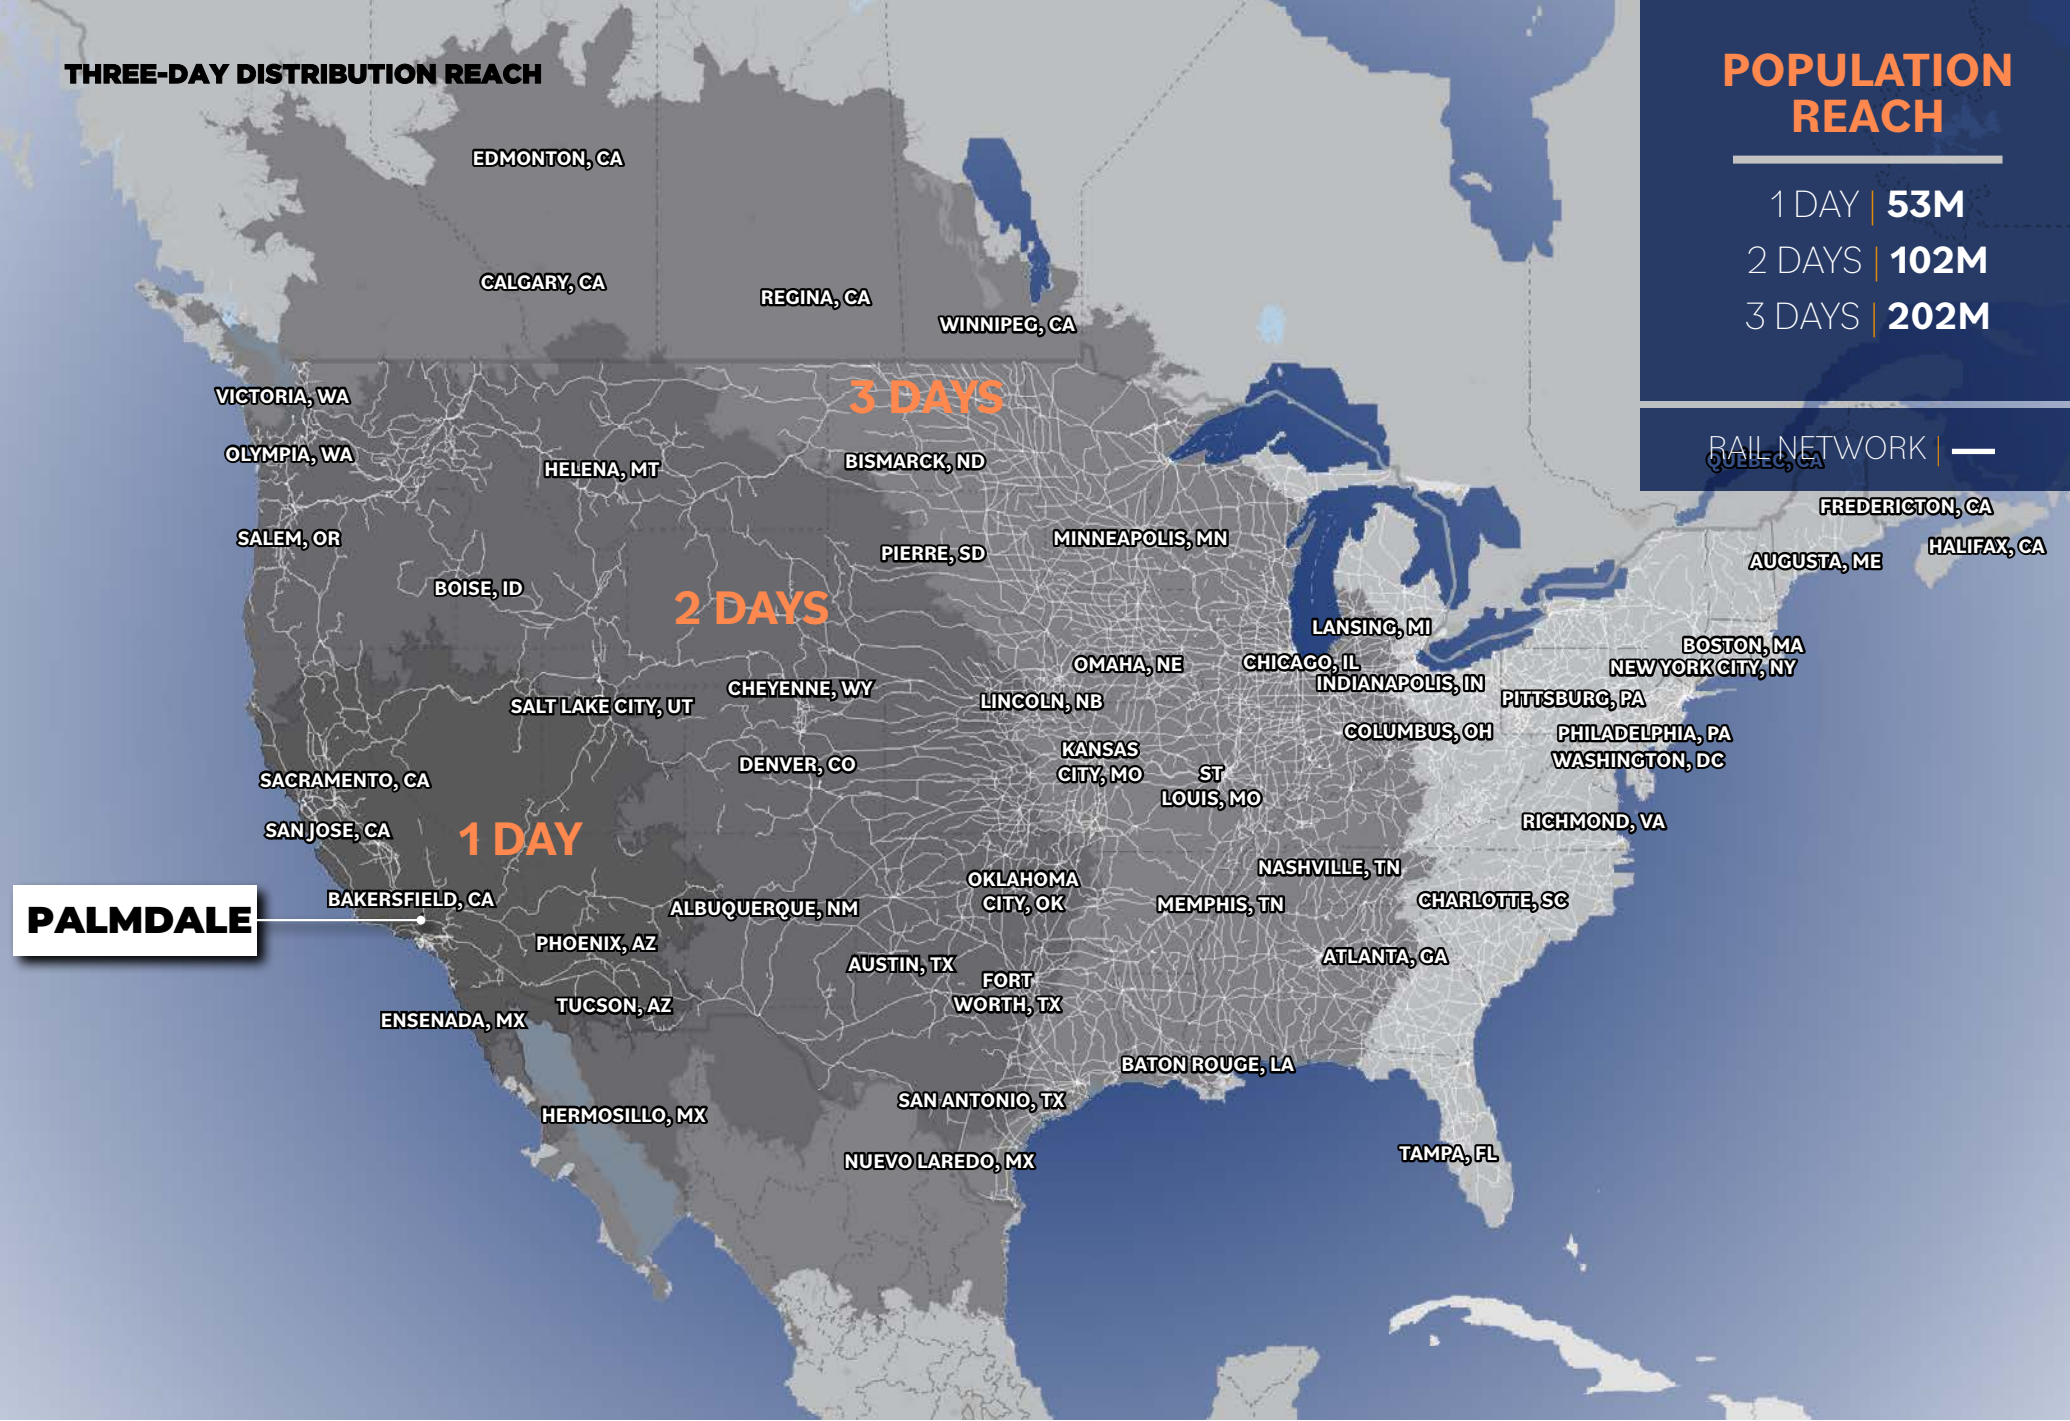 THREE-DAY DISTRIBUTION REACH
POPULATION
REACH
1 DAY | 53M
2 DAYS | 102M
3 DAYS | 202M
RAIL NETWORK |
QUEBEC, CA
EDMONTON, CA
CALGARY, CA
REGINA, CA
WINNIPEG, CA
VICTORIA, WA
3 DAYS
OLYMPIA, WA
HELENA, MT
BISMARCK, ND
FREDERICTON, CA
SALEM, OR
MINNEAPOLIS, MN
HALIFAX, CA
PIERRE, SD
AUGUSTA, ME
BOISE, ID
2 DAYS
LANSING, MI
BOSTON, MA
OMAHA, NE
CHICAGO, IL
NEW YORK CITY, NY
INDIANAPOLIS, IN
CHEYENNE, WY
SALT LAKE CITY, UT
LINCOLN, NB
PITTSBURG, PA
COLUMBUS, OH
PHILADELPHIA, PA
KANSAS
CITY, MO
WASHINGTON, DC
DENVER, CO
SACRAMENTO, CA
ST
LOUIS, MO
SAN JOSE, CA
1 DAY
RICHMOND, VA
NASHVILLE, TN
OKLAHOMA
CITY, OK
BAKERSFIELD, CA
ALBUQUERQUE, NM
MEMPHIS, TN
CHARLOTTE, SC
PALMDALE
PHOENIX, AZ
AUSTIN, TX
ATLANTA, GA
FORT
WORTH, TX
TUCSON, AZ
ENSENADA, MX
BATON ROUGE, LA
SAN ANTONIO, TX
HERMOSILLO, MX
NUEVO LAREDO, MX
TAMPA, FL